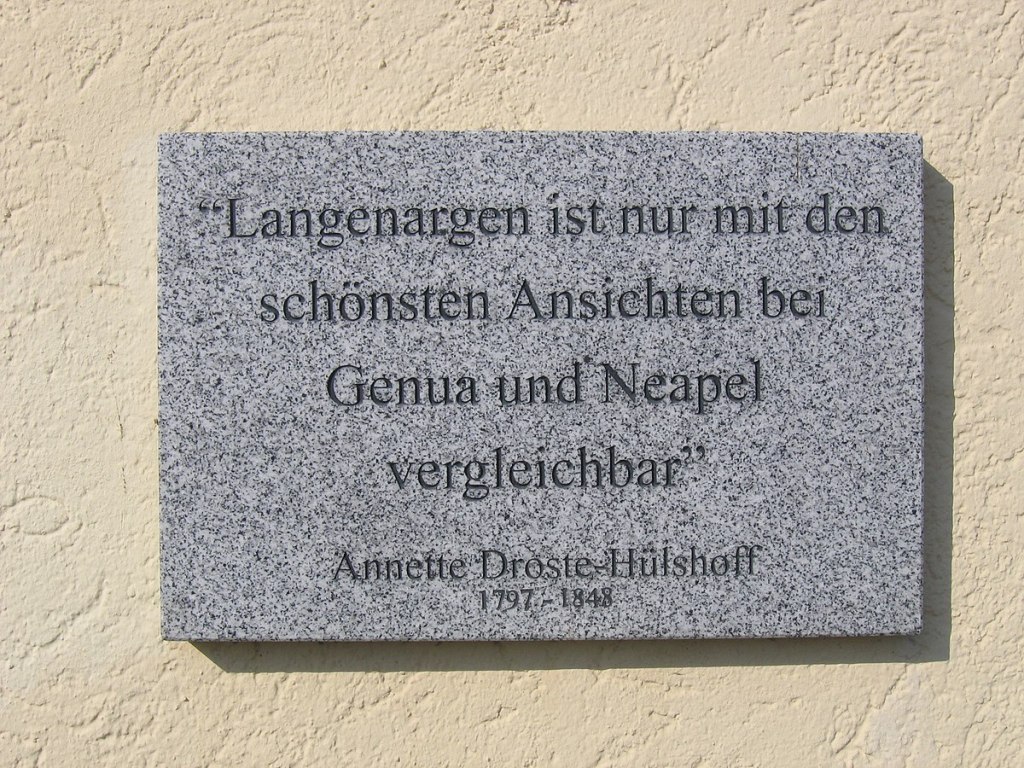 “Langenargen ist nur mit den
schönsten Ansichten bei
Genua und Neapel
vergleichbar”
Annette Droste-Hülshoff
1797 - 1848